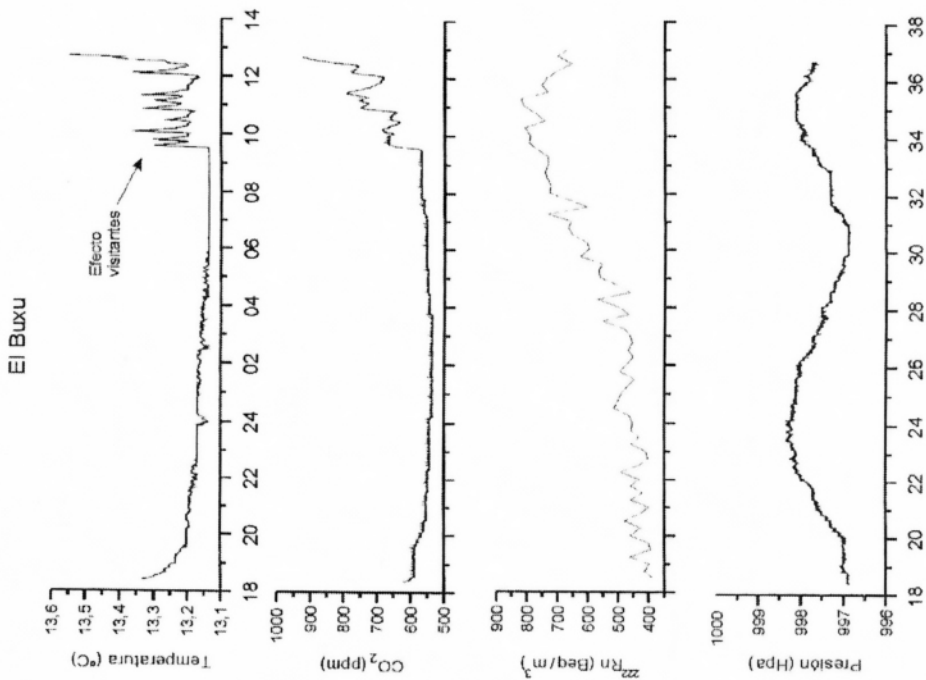 El Buxu
Temperatura (°C)
13,6
13,5
13,4
13,3
13,2
13,1
Efecto
visitantes
18 20 22 24 02 04 06 08 10 12 14
CO2 (ppm)
1000
900
800
700
600
500
222Rn (Beq/m3)
900
800
700
600
500
400
Presión (Hpa)
1000
999
998
997
996
18 20 22 24 26 28 30 32 34 36 38